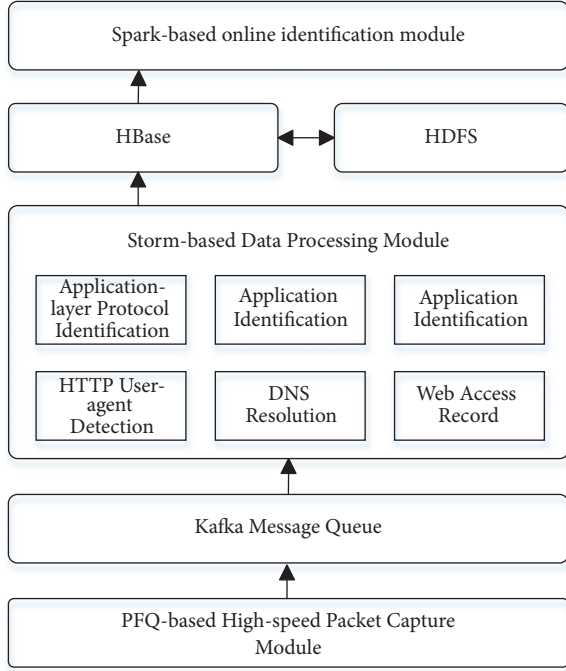 Spark-based online identification module
HBase
HDFS
Storm-based Data Processing Module
Application-
layer Protocol
Identification
Application
Identification
Application
Identification
HTTP User-
agent
Detection
DNS
Resolution
Web Access
Record
Kafka Message Queue
PFQ-based High-speed Packet Capture
Module